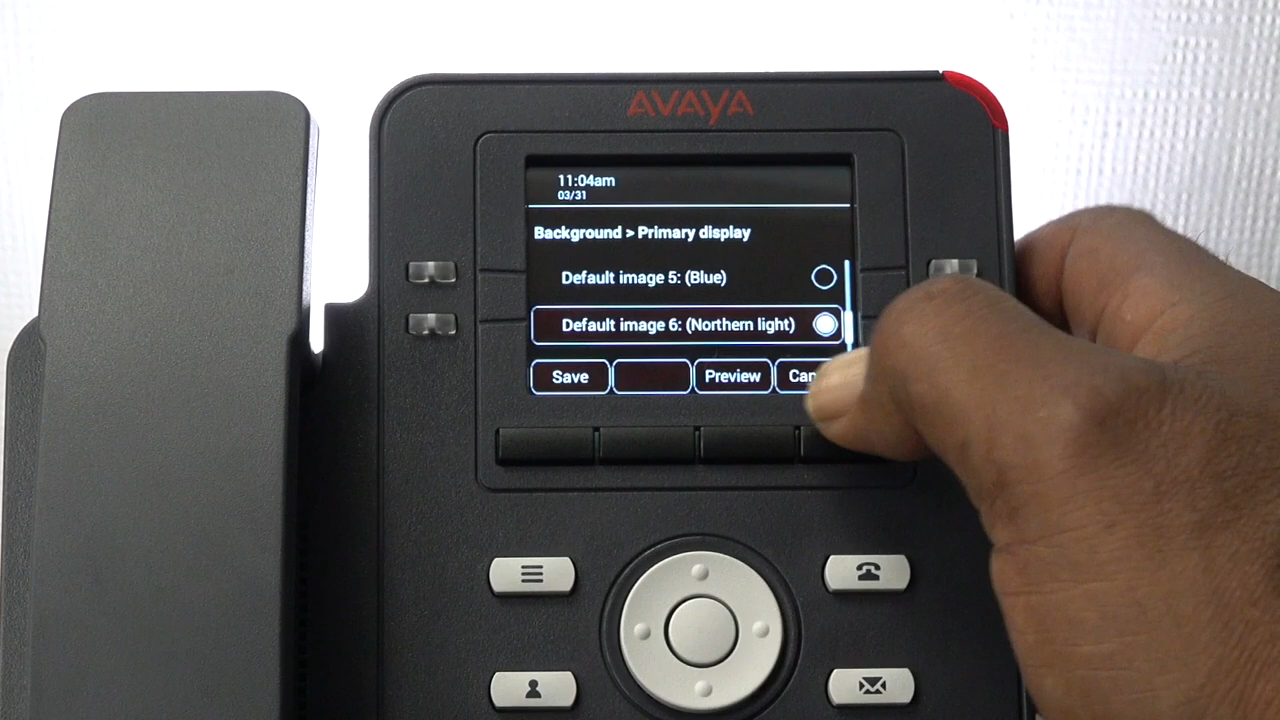 AVAYA
11:04am
03/31
Background > Primary display
Default image 5: (Blue)
Default image 6: (Northern light)
Save
Preview